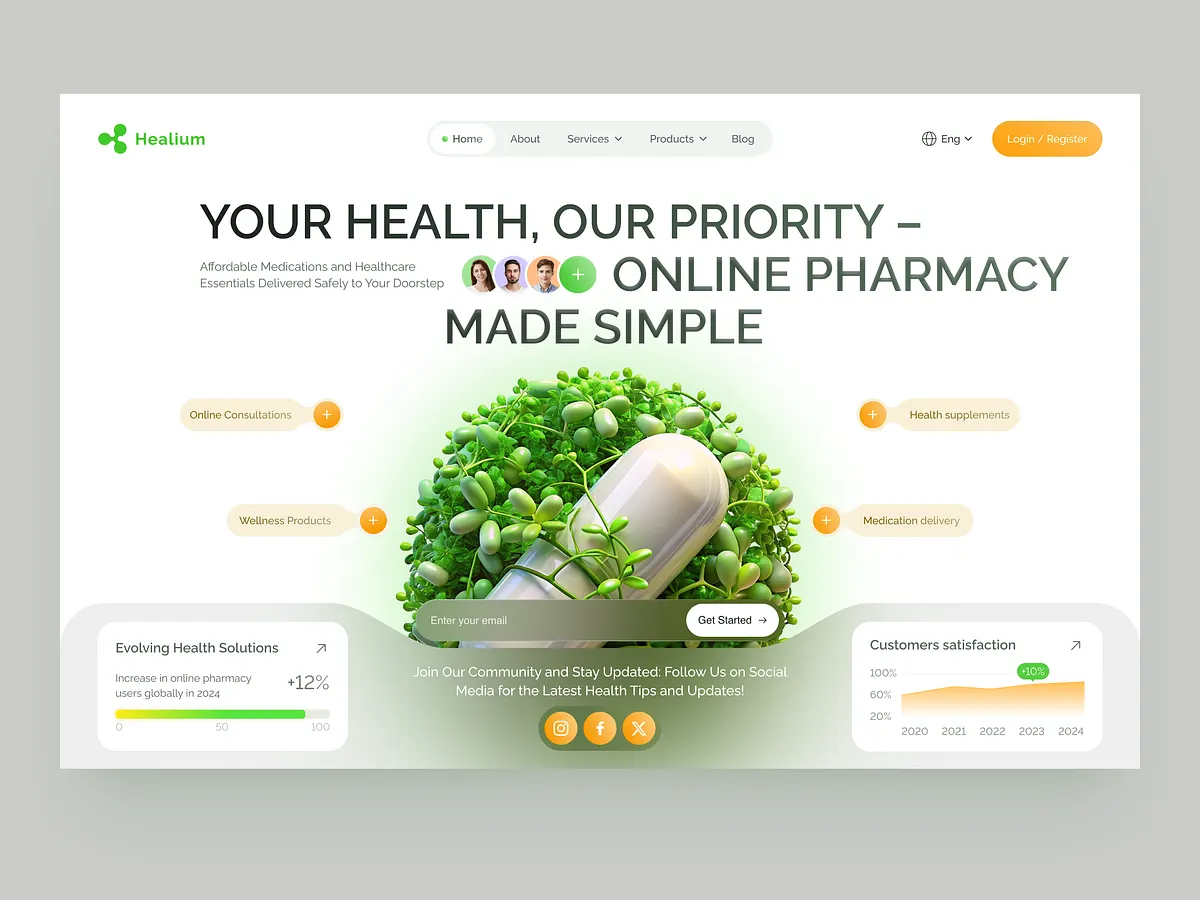 Healium
Home
About
Services
Products
Blog
Eng
Login / Register
YOUR HEALTH, OUR PRIORITY –
Affordable Medications and Healthcare
Essentials Delivered Safely to Your Doorstep
ONLINE PHARMACY
MADE SIMPLE
Online Consultations
Health supplements
Wellness Products
Medication delivery
Enter your email
Get Started
Evolving Health Solutions
Increase in online pharmacy
users globally in 2024
+12%
0
50
100
Join Our Community and Stay Updated: Follow Us on Social
Media for the Latest Health Tips and Updates!
Customers satisfaction
100%
60%
20%
+10%
2020
2021
2022
2023
2024